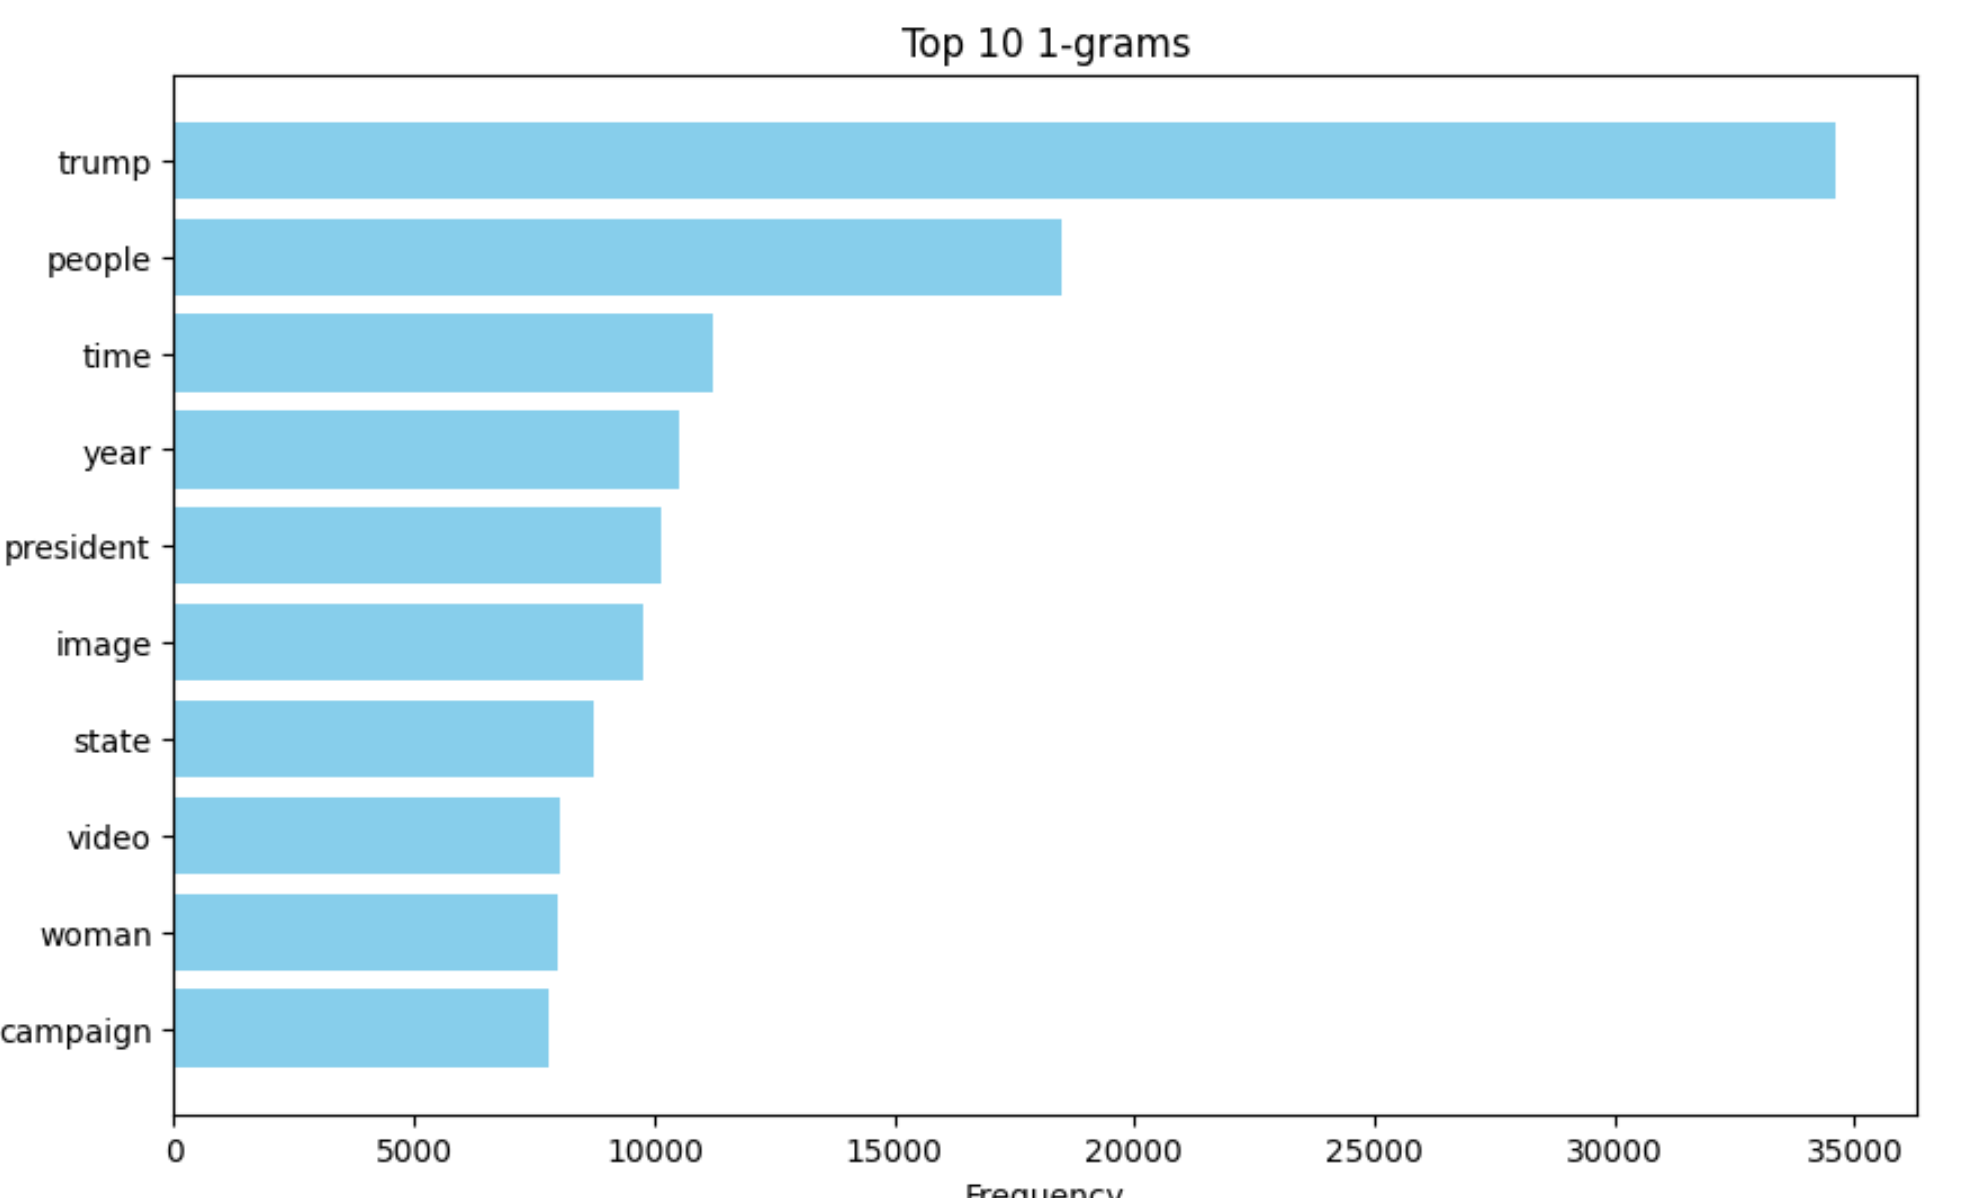 Top 10 1-grams
trump
people
time
year
president
image
state
video
woman
campaign
0 5000 10000 15000 20000 25000 30000 35000
Frequency